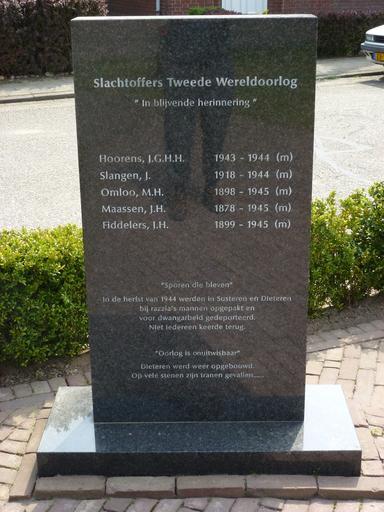 Slachtoffers Tweede Wereldoorlog
" In blijvende herinnering "
Hoorens, J.G.H.H. 1943 - 1944 (m)
Slangen, J. 1918 - 1944 (m)
Omloo, M.H. 1898 - 1945 (m)
Maassen, J.H. 1878 - 1945 (m)
Fiddelers, J.H. 1899 - 1945 (m)
"Sporen die bleven"
In de herfst van 1944 werden in Susteren en Dieteren
bij razzia's mannen opgepakt en
voor dwangarbeid gedeporteerd.
Niet iedereen keerde terug.
"Oorlog is onuitwisbaar"
Dieteren werd weer opgebouwd.
Op vele stenen zijn tranen gevallen.....